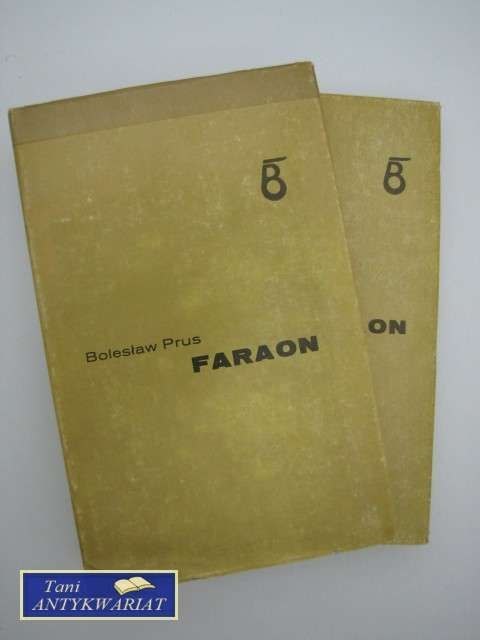 B
B
Bolesław Prus
FARAON
ON
Tani
ANTYKWARIAT